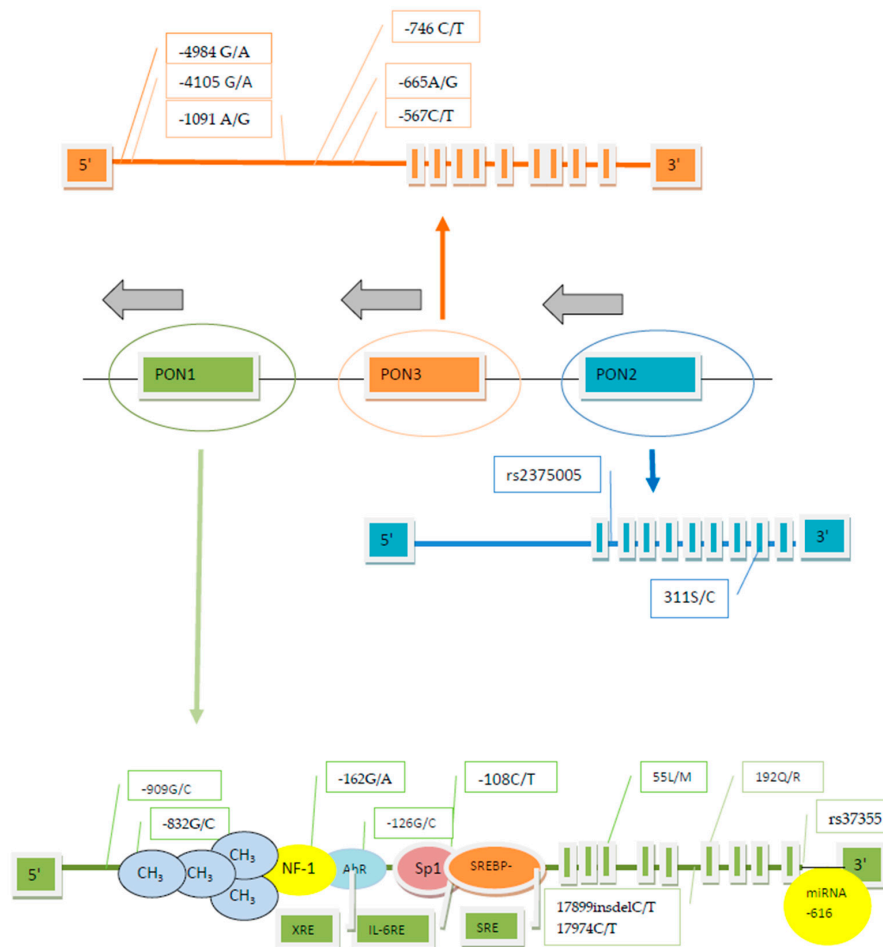 -4984 G/A
-4105 G/A
-1091 A/G
-746 C/T
-665A/G
-567C/T
5'
3'
PON1
PON3
PON2
rs2375005
5'
3'
311S/C
-909G/C
-832G/C
-162G/A
-126G/C
-108C/T
55L/M
192Q/R
rs37355
5'
CH3
CH3
CH3
CH3
NF-1
AhR
Sp1
SREBP-
3'
miRNA
-616
XRE
IL-6RE
SRE
17899insdelC/T
17974C/T